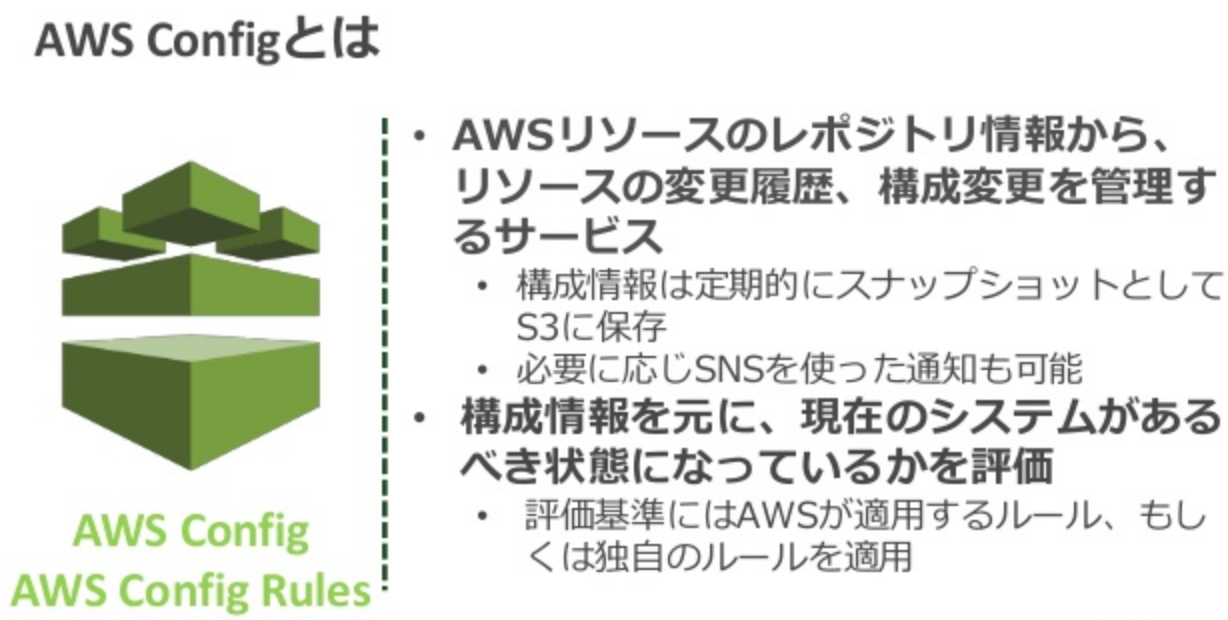 AWS Configとは
• AWSリソースのレポジトリ情報から、
リソースの変更履歴、構成変更を管理す
るサービス
• 構成情報は定期的にスナップショットとして
S3に保存
• 必要に応じSNSを使った通知も可能
• 構成情報を元に、現在のシステムがある
べき状態になっているかを評価
• 評価基準にはAWSが適用するルール、もし
くは独自のルールを適用
AWS Config
AWS Config Rules